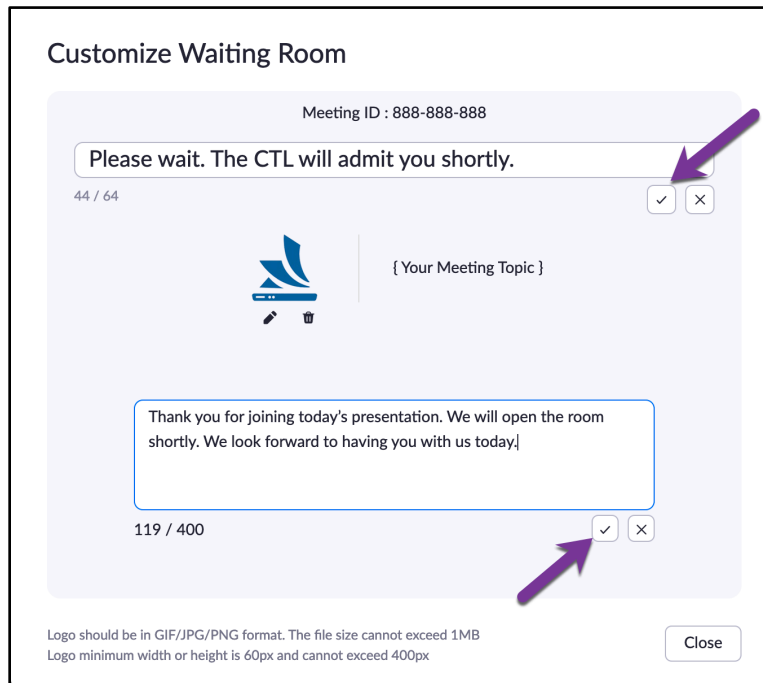 Customize Waiting Room
Meeting ID : 888-888-888
Please wait. The CTL will admit you shortly.
44 / 64
{ Your Meeting Topic }
Thank you for joining today’s presentation. We will open the room
shortly. We look forward to having you with us today.
119 / 400
Logo should be in GIF/JPG/PNG format. The file size cannot exceed 1MB
Logo minimum width or height is 60px and cannot exceed 400px
Close